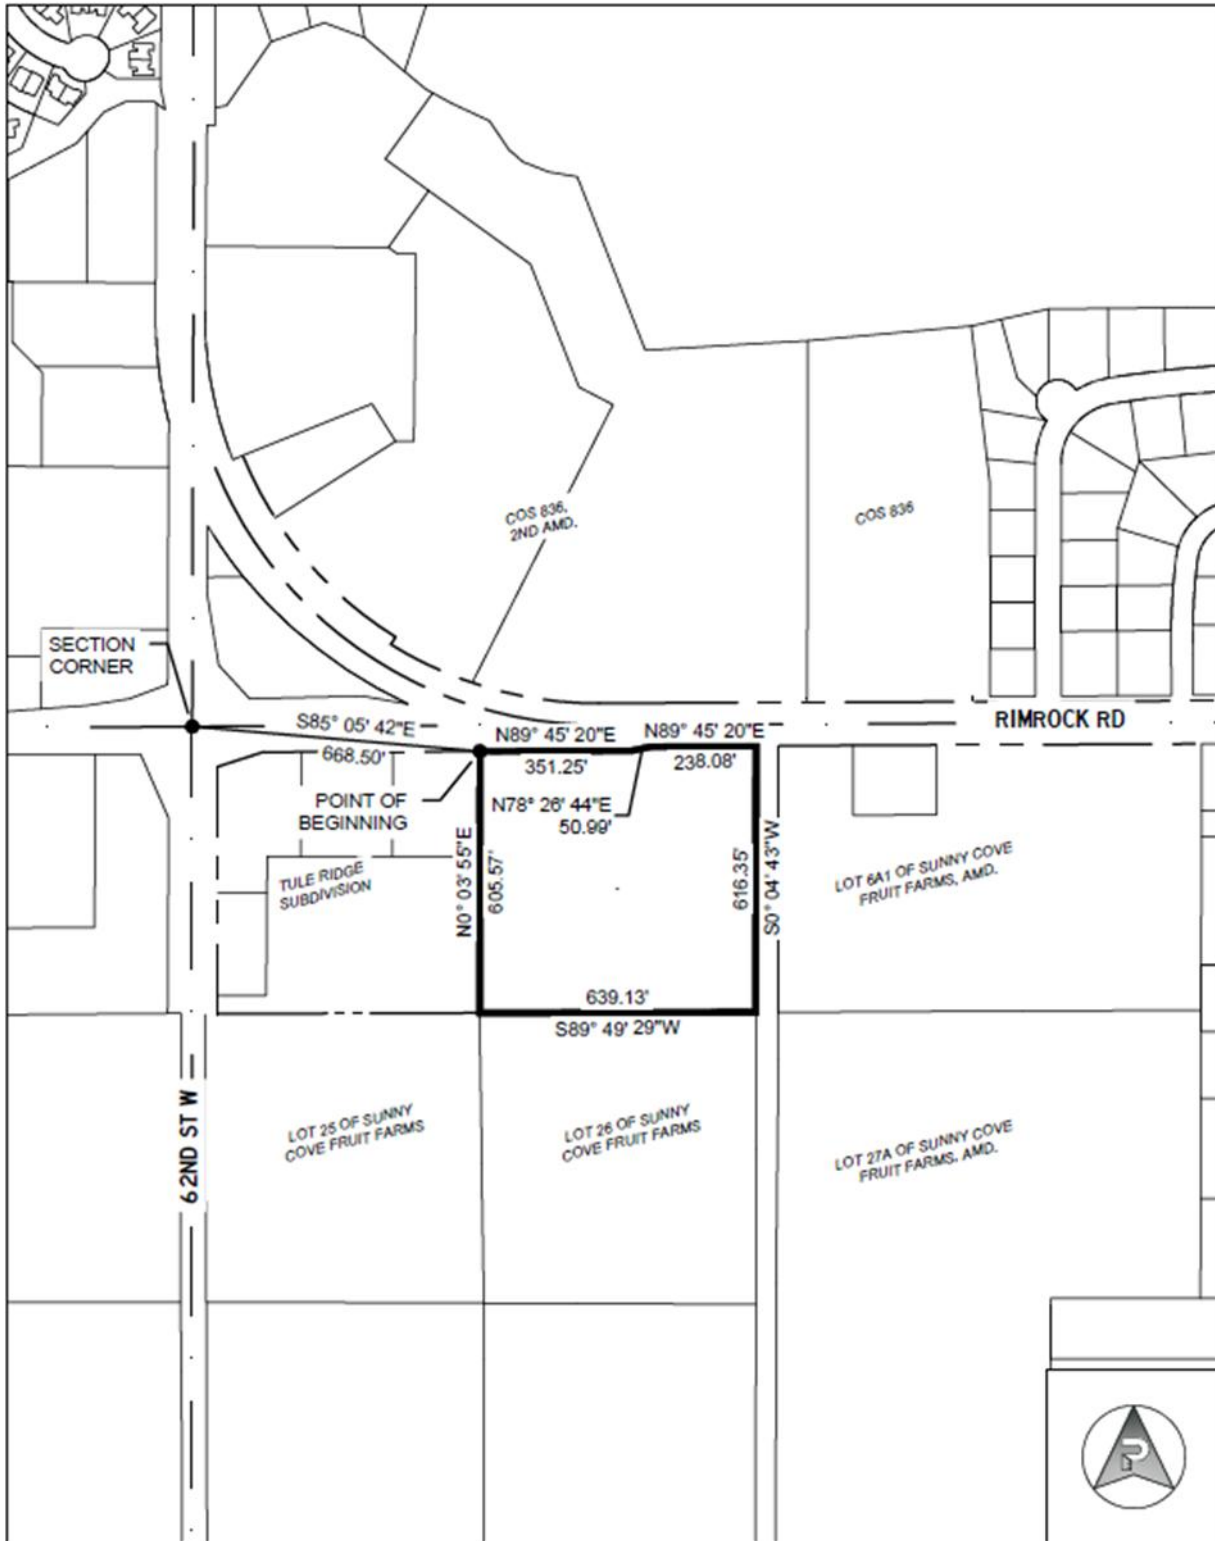 COS 836,
2ND AMD.
COS 836
SECTION
CORNER
S85° 05' 42"E
668.50'
N89° 45' 20"E
351.25'
N89° 45' 20"E
238.08'
RIMROCK RD
POINT OF
BEGINNING
N78° 26' 44"E
50.99'
TULE RIDGE
SUBDIVISION
N0° 03' 55"E
605.57'
616.35'
S0° 04' 43"W
LOT 6A1 OF SUNNY COVE
FRUIT FARMS, AMD.
639.13'
S89° 49' 29"W
62ND ST W
LOT 25 OF SUNNY
COVE FRUIT FARMS
LOT 26 OF SUNNY
COVE FRUIT FARMS
LOT 27A OF SUNNY COVE
FRUIT FARMS, AMD.
P